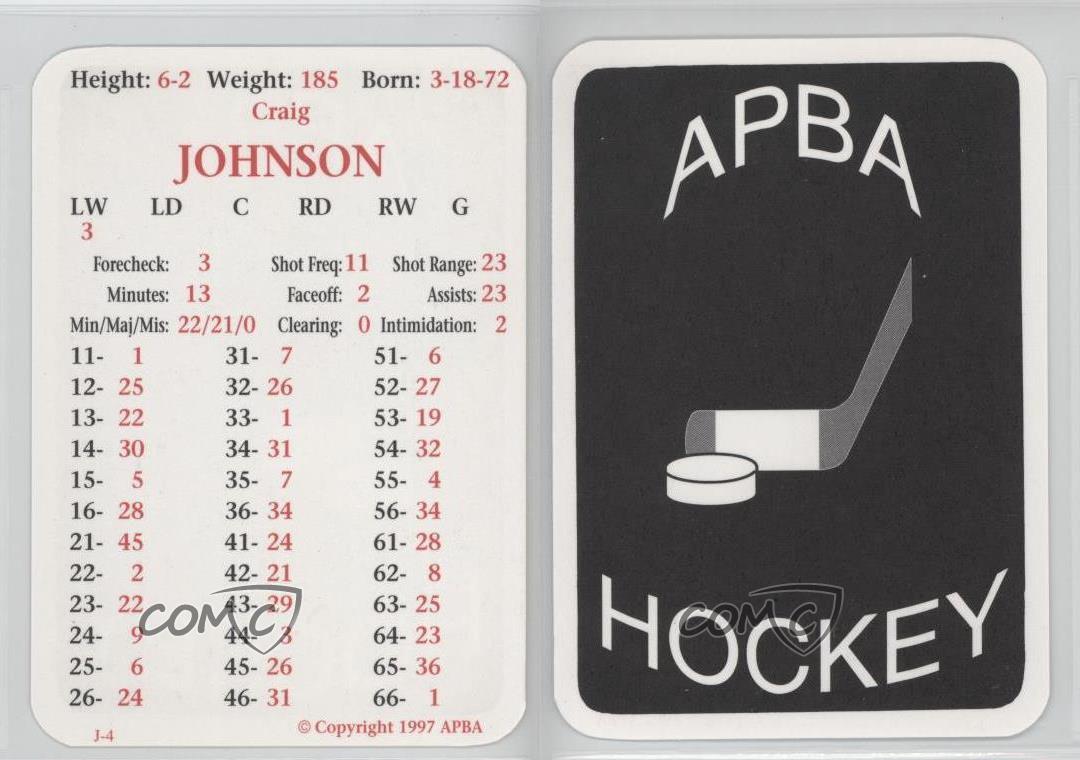 Height: 6-2 Weight: 185 Born: 3-18-72
Craig
JOHNSON
LW LD C RD RW G
3
Forecheck: 3 Shot Freq: 11 Shot Range: 23
Minutes: 13 Faceoff: 2 Assists: 23
Min/Maj/Mis: 22/21/0 Clearing: 0 Intimidation: 2
11- 1 31- 7 51- 6
12- 25 32- 26 52- 27
13- 22 33- 1 53- 19
14- 30 34- 31 54- 32
15- 5 35- 7 55- 4
16- 28 36- 34 56- 34
21- 45 41- 24 61- 28
22- 2 42- 21 62- 8
23- 22 43- 29 63- 25
24- 9 44- 3 64- 23
25- 6 45- 26 65- 36
26- 24 46- 31 66- 1
J-4 © Copyright 1997 APBA
COMC
APBA
HOCKEY
COMC